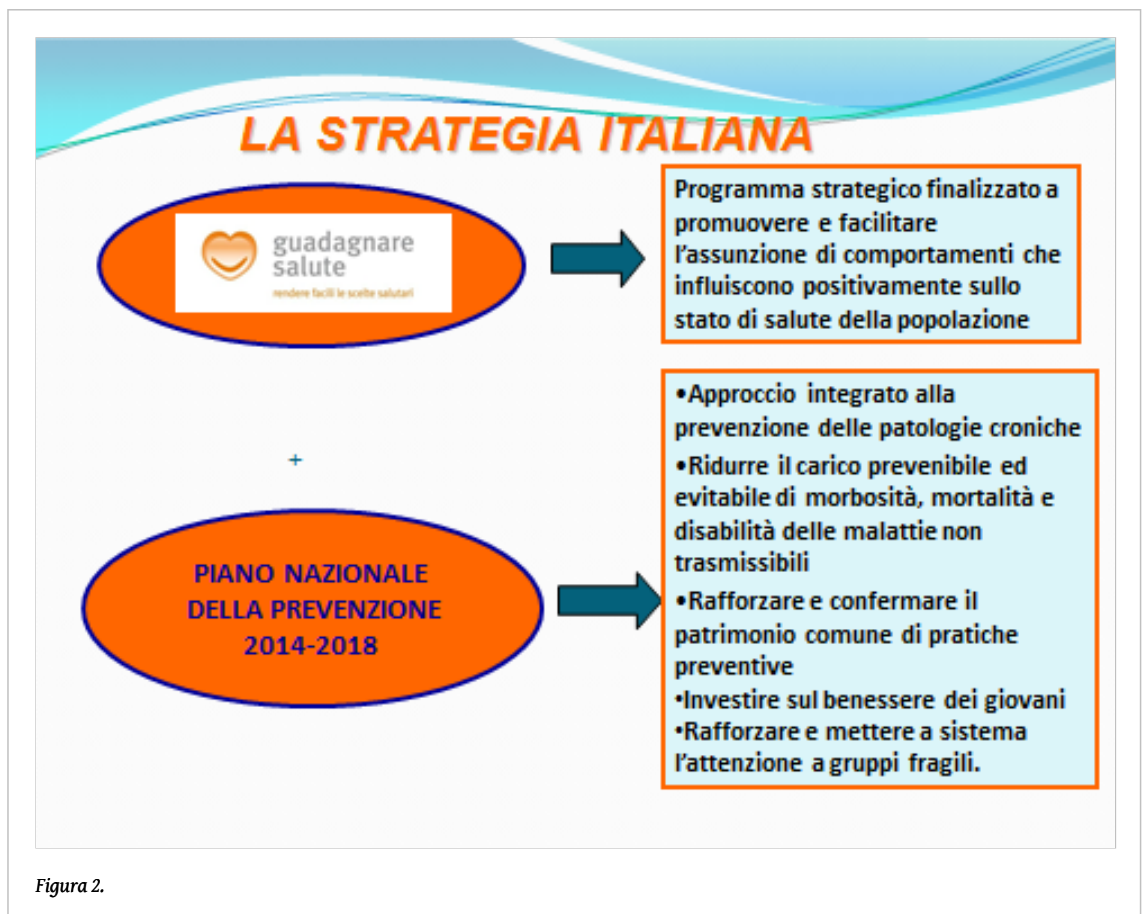 LA STRATEGIA ITALIANA
guadagnare
salute
rendere facili le scelte salutari
Programma strategico finalizzato a
promuovere e facilitare
l'assunzione di comportamenti che
influiscono positivamente sullo
stato di salute della popolazione
+
PIANO NAZIONALE
DELLA PREVENZIONE
2014-2018
•Approccio integrato alla
prevenzione delle patologie croniche
•Ridurre il carico prevenibile ed
evitabile di morbosità, mortalità e
disabilità delle malattie non
trasmissibili
•Rafforzare e confermare il
patrimonio comune di pratiche
preventive
•Investire sul benessere dei giovani
•Rafforzare e mettere a sistema
l'attenzione a gruppi fragili.
Figura 2.